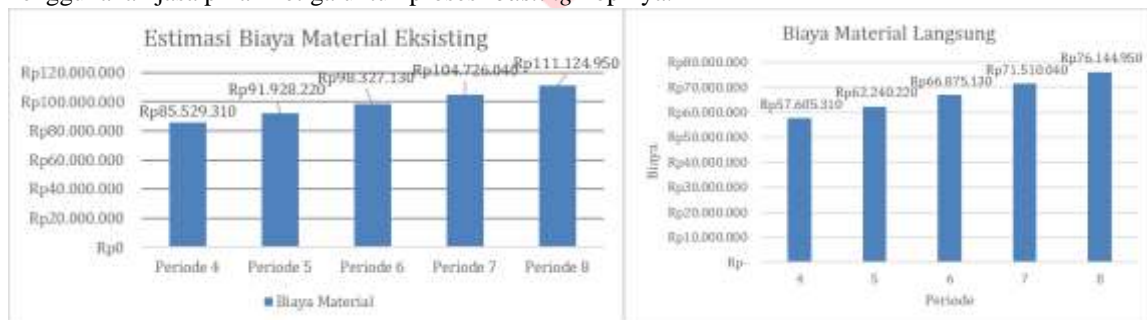 Estimasi Biaya Material Eksisting
Rp120.000.000
Rp100.000.000
Rp80.000.000
Rp60.000.000
Rp40.000.000
Rp20.000.000
Rp0
Rp85.529.310
Rp91.928.220
Rp98.327.130
Rp104.726.040
Rp111.124.950
Periode 4 Periode 5 Periode 6 Periode 7 Periode 8
Biaya Material
Biaya Material Langsung
Rp80.000.000
Rp70.000.000
Rp60.000.000
Rp50.000.000
Rp40.000.000
Rp30.000.000
Rp20.000.000
Rp10.000.000
Rp-
Biaya
Rp57.605.310
Rp62.240.220
Rp66.875.130
Rp71.510.040
Rp76.144.950
4 5 6 7 8
Periode